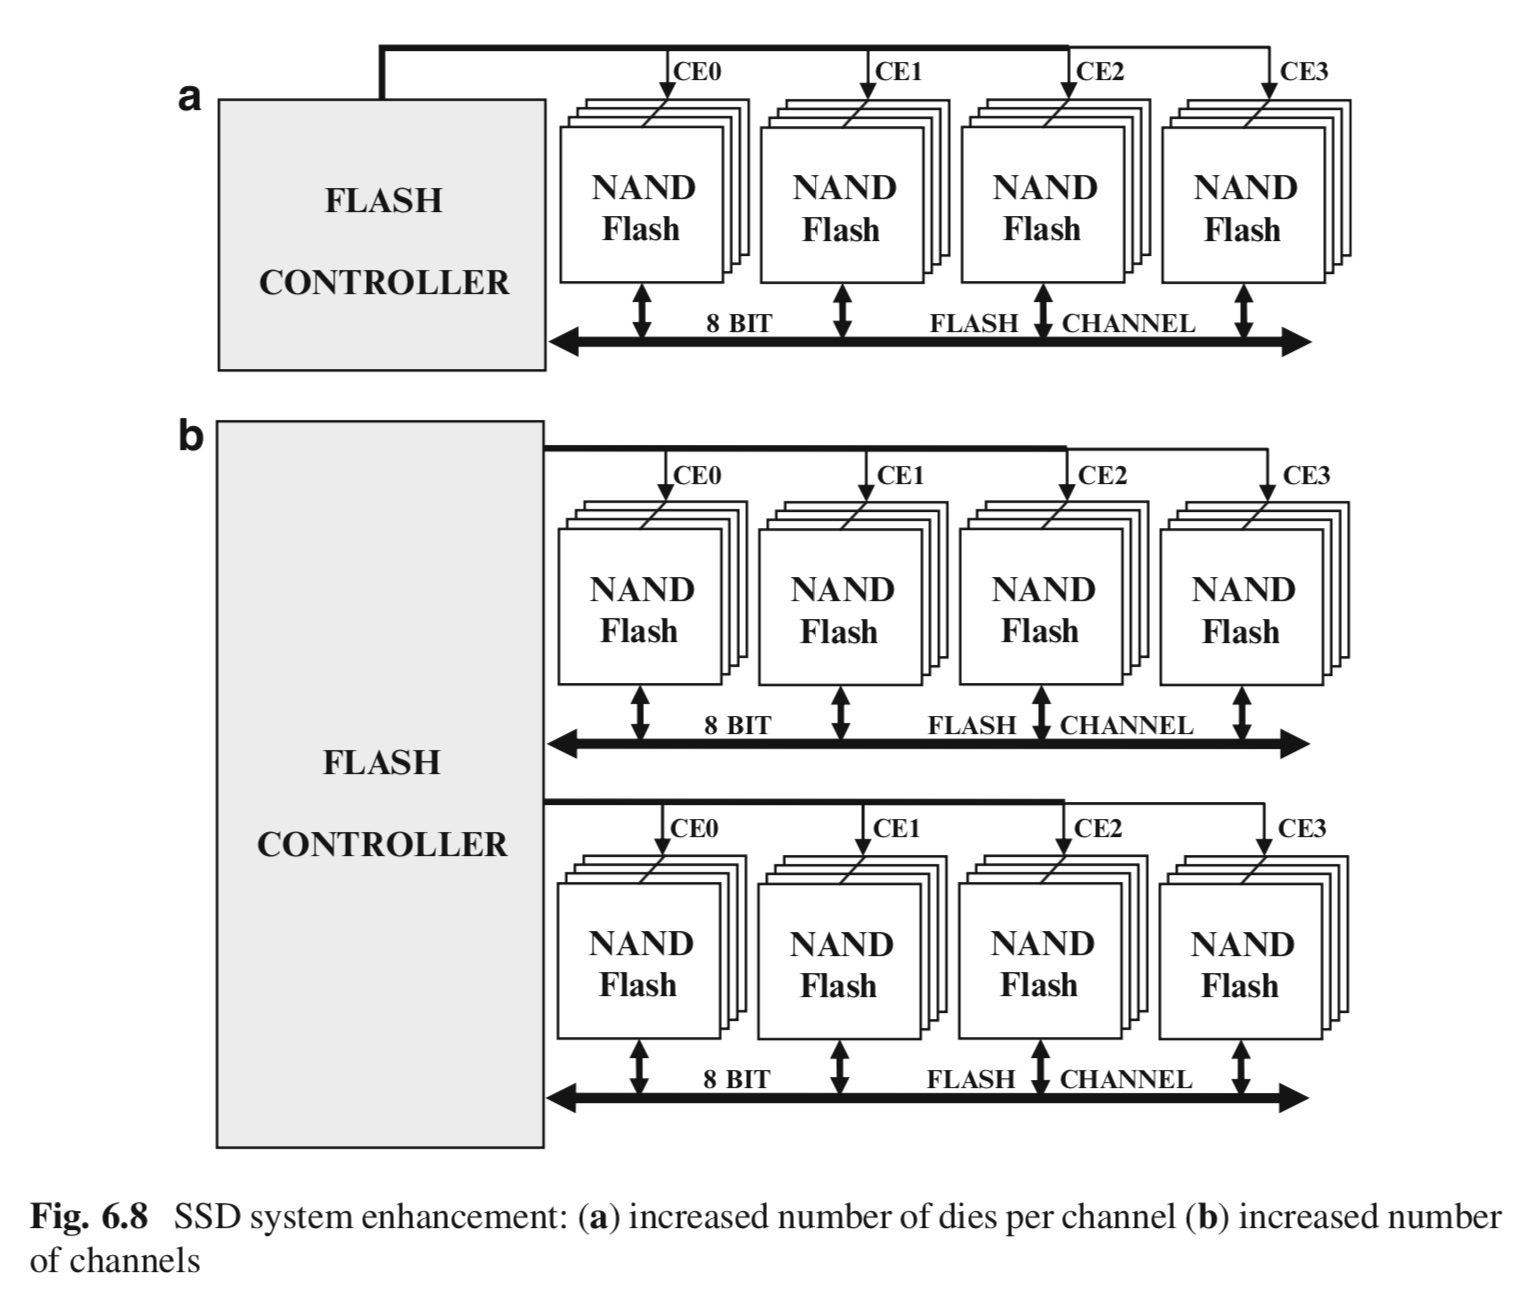 a
CE0 CE1 CE2 CE3
FLASH
CONTROLLER
NAND NAND NAND NAND
Flash Flash Flash Flash
8 BIT FLASH CHANNEL
b
CE0 CE1 CE2 CE3
NAND NAND NAND NAND
Flash Flash Flash Flash
8 BIT FLASH CHANNEL
FLASH
CONTROLLER
CE0 CE1 CE2 CE3
NAND NAND NAND NAND
Flash Flash Flash Flash
8 BIT FLASH CHANNEL
Fig. 6.8 SSD system enhancement: (a) increased number of dies per channel (b) increased number
of channels